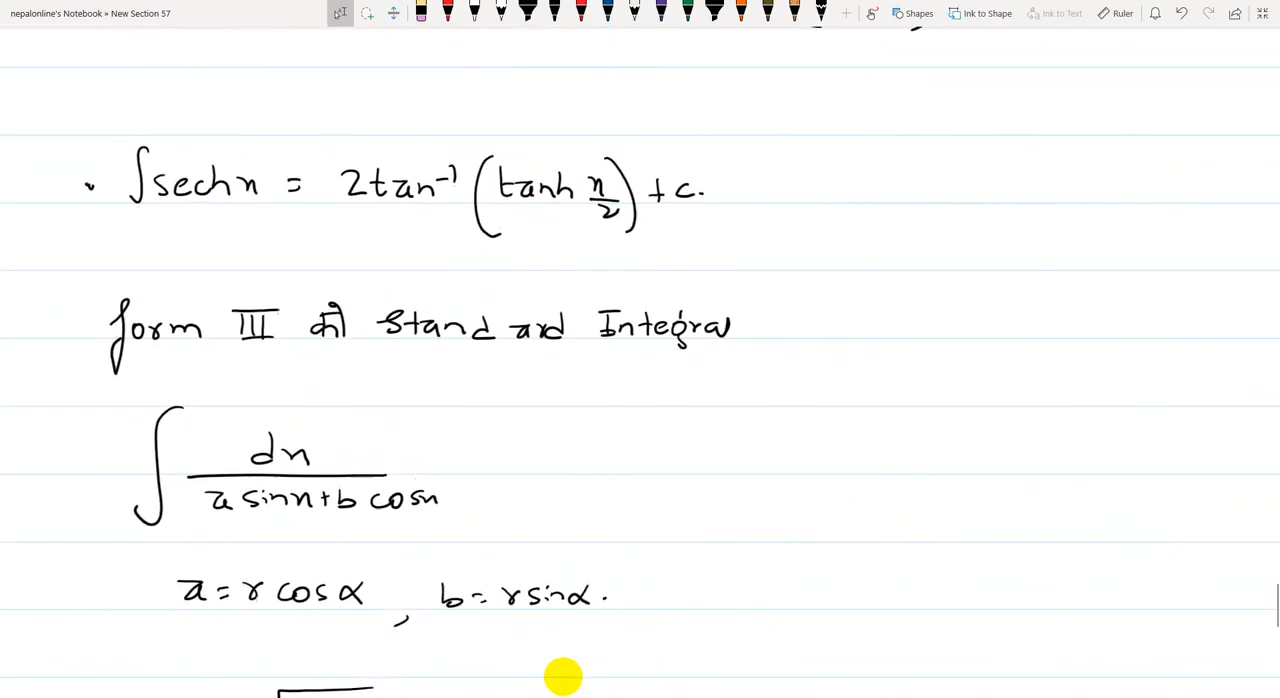 nepalonline's Notebook » New Section 57
Shapes Ink to Shape Ink to Text Ruler
∫sechx = 2tan⁻¹(tanh x/2) + c.
form III को Standard Integral
∫ dx / (a sinx + b cosx)
a = r cosα , b = r sinα.